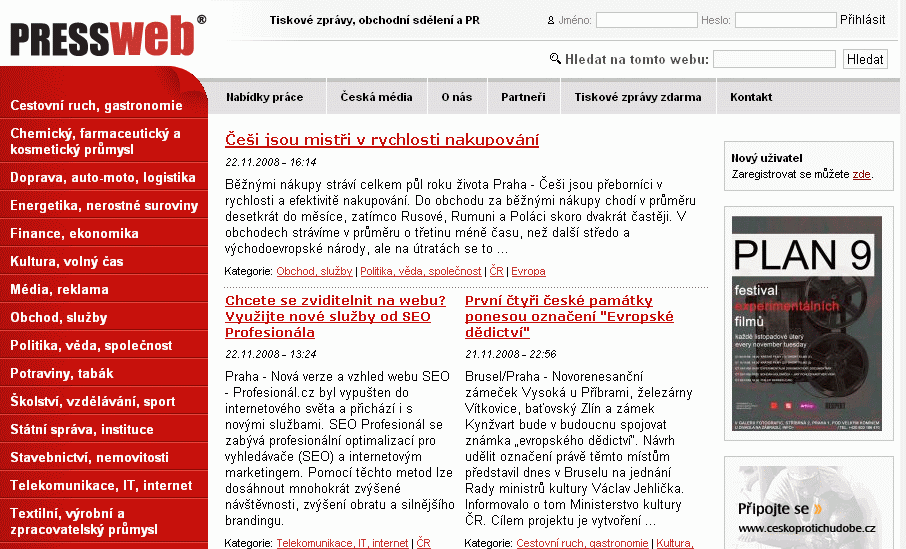 PRESSweb®
Tiskové zprávy, obchodní sdělení a PR
Jméno: Heslo: Přihlásit
Hledat na tomto webu: Hledat
Nabídky práce Česká média O nás Partneři Tiskové zprávy zdarma Kontakt
Cestovní ruch, gastronomie
Chemický, farmaceutický a
kosmetický průmysl
Doprava, auto-moto, logistika
Energetika, nerostné suroviny
Finance, ekonomika
Kultura, volný čas
Média, reklama
Obchod, služby
Politika, věda, společnost
Potraviny, tabák
Školství, vzdělávání, sport
Státní správa, instituce
Stavebnictví, nemovitosti
Telekomunikace, IT, internet
Textilní, výrobní a
zpracovatelský průmysl
Češi jsou mistři v rychlosti nakupování
22.11.2008 - 16:14
Běžnými nákupy stráví celkem půl roku života Praha - Češi jsou přeborníci v
rychlosti a efektivitě nakupování. Do obchodu za běžnými nákupy chodí v průměru
desetkrát do měsíce, zatímco Rusové, Rumuni a Poláci skoro dvakrát častěji. V
obchodech strávíme v průměru o třetinu méně času, než další středo a
východoevropské národy, ale na útratách se to ...
Kategorie: Obchod, služby | Politika, věda, společnost | ČR | Evropa
Chcete se zviditelnit na webu?
Využijte nové služby od SEO
Profesionála
22.11.2008 - 13:24
Praha - Nová verze a vzhled webu SEO
- Profesionál.cz byl vypušten do
internetového světa a přichází i s
novými službami. SEO Profesionál se
zabývá profesionální optimalizací pro
vyhledávače (SEO) a internetovým
marketingem. Pomocí těchto metod lze
dosáhnout mnohokrát zvýšené
návštěvnosti, zvýšení obratu a silnějšího
brandingu.
Kategorie: Telekomunikace, IT, internet | ČR
První čtyři české památky
ponesou označení "Evropské
dědictví"
21.11.2008 - 22:56
Brusel/Praha - Novorenesanční
zámeček Vysoká u Příbrami, železárny
Vítkovice, baťovský Zlín a zámek
Kynžvart bude v budoucnu spojovat
známka „evropského dědictví". Návrh
udělit označení právě těmto místům
představil dnes v Bruselu na jednání
Rady ministrů kultury Václav Jehlička.
Informovalo o tom Ministerstvo kultury
ČR. Cílem projektu je vytvoření ...
Kategorie: Cestovní ruch, gastronomie | Kultura,
Nový uživatel
Zaregistrovat se můžete zde.
PLAN 9
festival
experimentálních
filmů
každé listopadové úterý
every november tuesday
Připojte se »
www.ceskoprotichudobe.cz